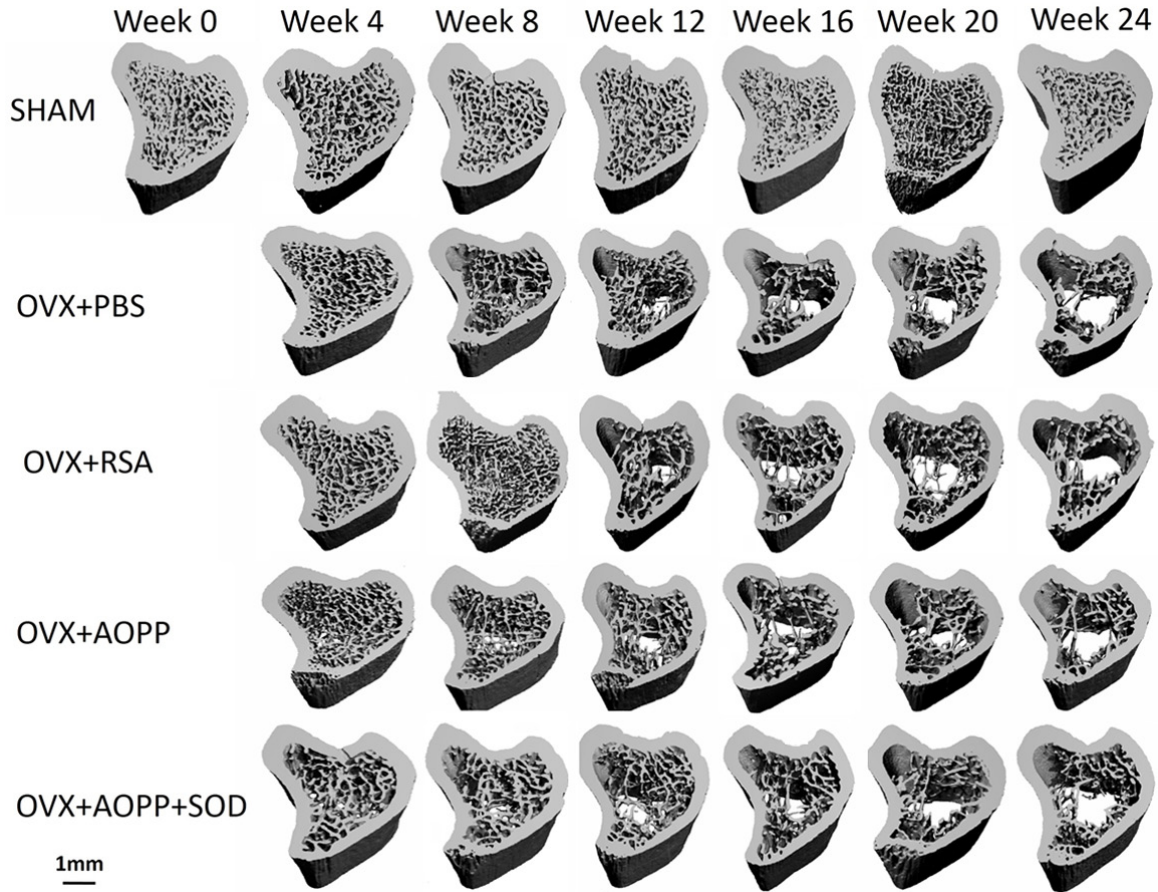 Week 0 Week 4 Week 8 Week 12 Week 16 Week 20 Week 24
SHAM
OVX+PBS
OVX+RSA
OVX+AOPP
OVX+AOPP+SOD
1mm